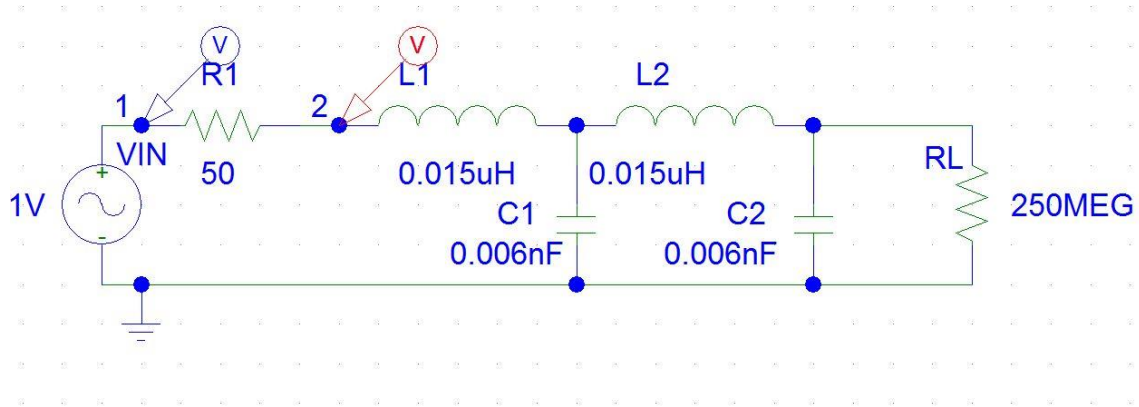 V
V
R1
L1
L2
1
2
VIN
RL
50
0.015uH
0.015uH
+
1V
250MEG
C1
C2
-
0.006nF
0.006nF